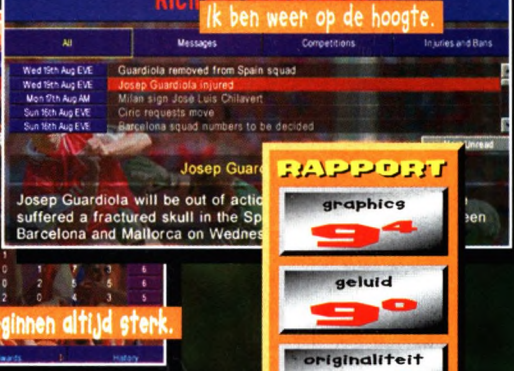 Ik ben weer op de hoogte.
All Messages Competitions Injuries and Bans
Wed 19th Aug EVE Guardiola removed from Spain squad
Wed 19th Aug EVE Josep Guardiola injured
Mon 17th Aug AM Milan sign José Luis Chilavert
Sun 16th Aug EVE Ciric requests move
Sun 16th Aug EVE Barcelona squad numbers to be decided
Unread
Josep Guar
Josep Guardiola will be out of actio
suffered a fractured skull in the Sp een
Barcelona and Mallorca on Wednes
RAPPORT
graphics
9⁴
geluid
9⁰
originaliteit
ginnen altijd sterk.
History